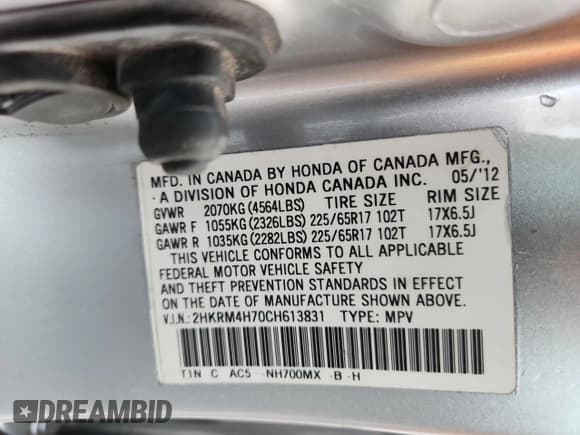 MFD. IN CANADA BY HONDA OF CANADA MFG.,
A DIVISION OF HONDA CANADA INC. 05/'12
GVWR 2070KG(4564LBS) TIRE SIZE RIM SIZE
GAWR F 1055KG(2326LBS) 225/65R17 102T 17X6.5J
GAWR R 1035KG(2282LBS) 225/65R17 102T 17X6.5J
THIS VEHICLE CONFORMS TO ALL APPLICABLE
FEDERAL MOTOR VEHICLE SAFETY
AND THEFT PREVENTION STANDARDS IN EFFECT
ON THE DATE OF MANUFACTURE SHOWN ABOVE.
V.I.N.: 2HKRM4H70CH613831 TYPE: MPV
T1N C AC5 NH700MX -B -H
DREAMBID